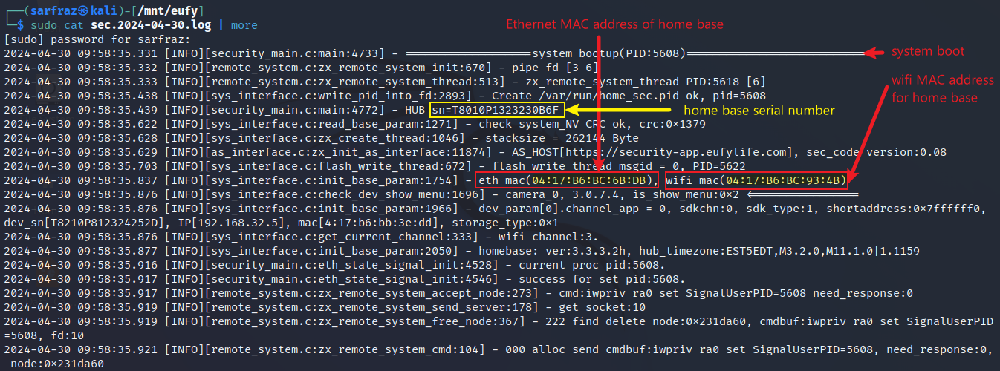 ┌──(sarfraz㉿kali)-[/mnt/eufy]
└─$ sudo cat sec.2024-04-30.log | more
Ethernet MAC address of home base
[sudo] password for sarfraz:
2024-04-30 09:58:35.331 [INFO][security_main.c:main:4733] - ==================system bootup(PID:5608)==========================
system boot
2024-04-30 09:58:35.332 [INFO][remote_system.c:zx_remote_system_init:670] - pipe fd [3 6]
2024-04-30 09:58:35.333 [INFO][remote_system.c:zx_remote_system_thread:513] - zx_remote_system_thread PID:5618 [6]
wifi MAC address
for home base
2024-04-30 09:58:35.438 [INFO][sys_interface.c:write_pid_into_fd:2893] - Create /var/run/home_sec.pid ok, pid=5608
2024-04-30 09:58:35.439 [INFO][security_main.c:main:4772] - HUB sn=T8010P1323230B6F
home base serial number
2024-04-30 09:58:35.622 [INFO][sys_interface.c:read_base_param:1271] - check system_NV CRC ok, crc:0×1379
2024-04-30 09:58:35.628 [INFO][sys_interface.c:zx_create_thread:1046] - stacksize = 262144 Byte
2024-04-30 09:58:35.629 [INFO][as_interface.c:zx_init_as_interface:11874] - AS_HOST[https://security-app.eufylife.com], sec_code version:0.08
2024-04-30 09:58:35.703 [INFO][sys_interface.c:flash_write_thread:672] - flash_write thread msgid = 0, PID=5622
2024-04-30 09:58:35.837 [INFO][sys_interface.c:init_base_param:1754] - eth mac(04:17:B6:BC:6B:DB), wifi mac(04:17:B6:BC:93:4B)
2024-04-30 09:58:35.876 [INFO][sys_interface.c:check_dev_show_menu:1696] - camera_0, 3.0.7.4, is_show_menu:0×2 <================
2024-04-30 09:58:35.876 [INFO][sys_interface.c:init_base_param:1966] - dev_param[0].channel_app = 0, sdkchn:0, sdk_type:1, shortaddress:0×7ffffff0,
dev_sn[T8210P812324252D], IP[192.168.32.5], mac[4:17:b6:bb:3e:dd], storage_type:0×1
2024-04-30 09:58:35.876 [INFO][sys_interface.c:get_current_channel:333] - wifi channel:3.
2024-04-30 09:58:35.877 [INFO][sys_interface.c:init_base_param:2050] - homebase: ver:3.3.3.2h, hub_timezone:EST5EDT,M3.2.0,M11.1.0|1.1159
2024-04-30 09:58:35.916 [INFO][security_main.c:eth_state_signal_init:4528] - current proc pid:5608.
2024-04-30 09:58:35.917 [INFO][security_main.c:eth_state_signal_init:4546] - success for set pid:5608.
2024-04-30 09:58:35.917 [INFO][remote_system.c:zx_remote_system_accept_node:273] - cmd:iwpriv ra0 set SignalUserPID=5608 need_response:0
2024-04-30 09:58:35.919 [INFO][remote_system.c:zx_remote_system_send_server:178] - get socket:10
2024-04-30 09:58:35.919 [INFO][remote_system.c:zx_remote_system_free_node:367] - 222 find delete node:0×231da60, cmdbuf:iwpriv ra0 set SignalUserPID
=5608, fd:10
2024-04-30 09:58:35.921 [INFO][remote_system.c:zx_remote_system_cmd:104] - 000 alloc send cmdbuf:iwpriv ra0 set SignalUserPID=5608, need_response:0,
node:0×231da60